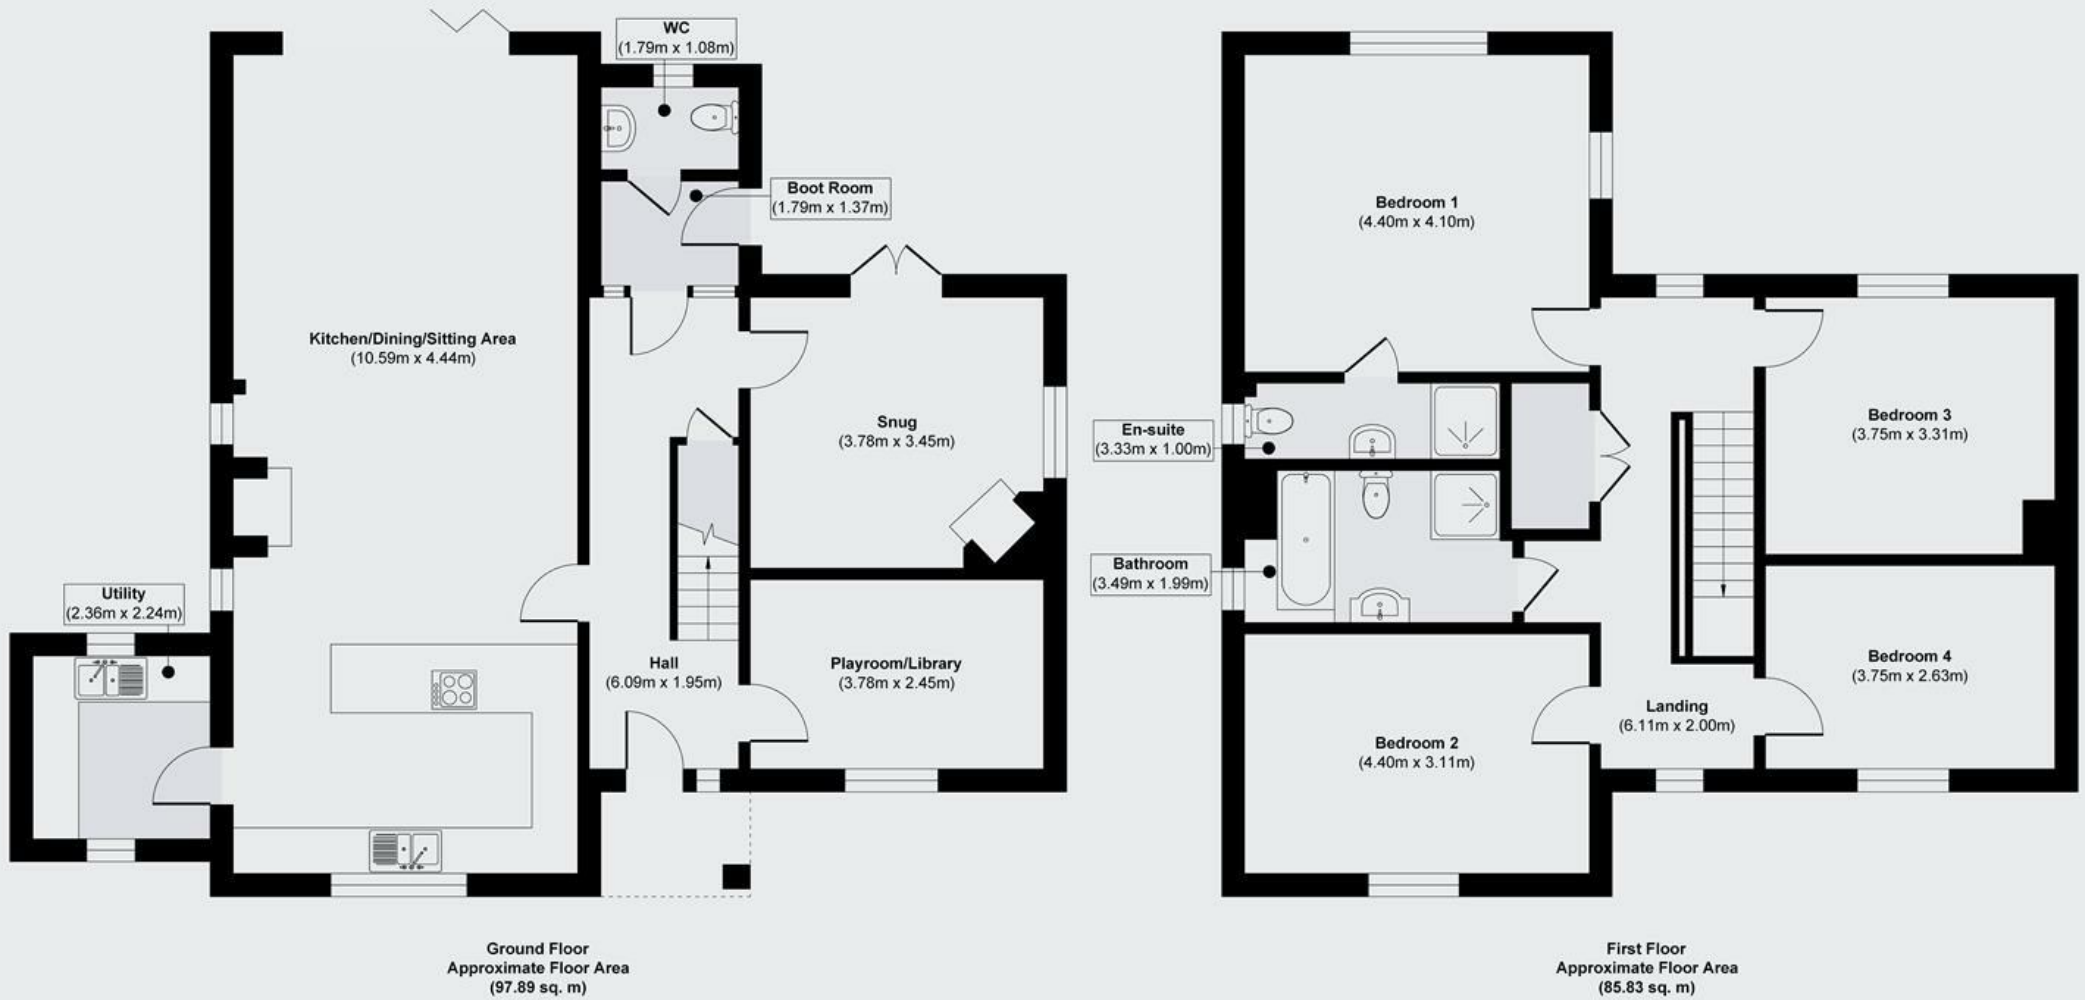 WC
(1.79m x 1.08m)
Boot Room
(1.79m x 1.37m)
Kitchen/Dining/Sitting Area
(10.59m x 4.44m)
Snug
(3.78m x 3.45m)
Utility
(2.36m x 2.24m)
Hall
(6.09m x 1.95m)
Playroom/Library
(3.78m x 2.45m)
Ground Floor
Approximate Floor Area
(97.89 sq. m)
Bedroom 1
(4.40m x 4.10m)
En-suite
(3.33m x 1.00m)
Bedroom 3
(3.75m x 3.31m)
Bathroom
(3.49m x 1.99m)
Bedroom 4
(3.75m x 2.63m)
Landing
(6.11m x 2.00m)
Bedroom 2
(4.40m x 3.11m)
First Floor
Approximate Floor Area
(85.83 sq. m)